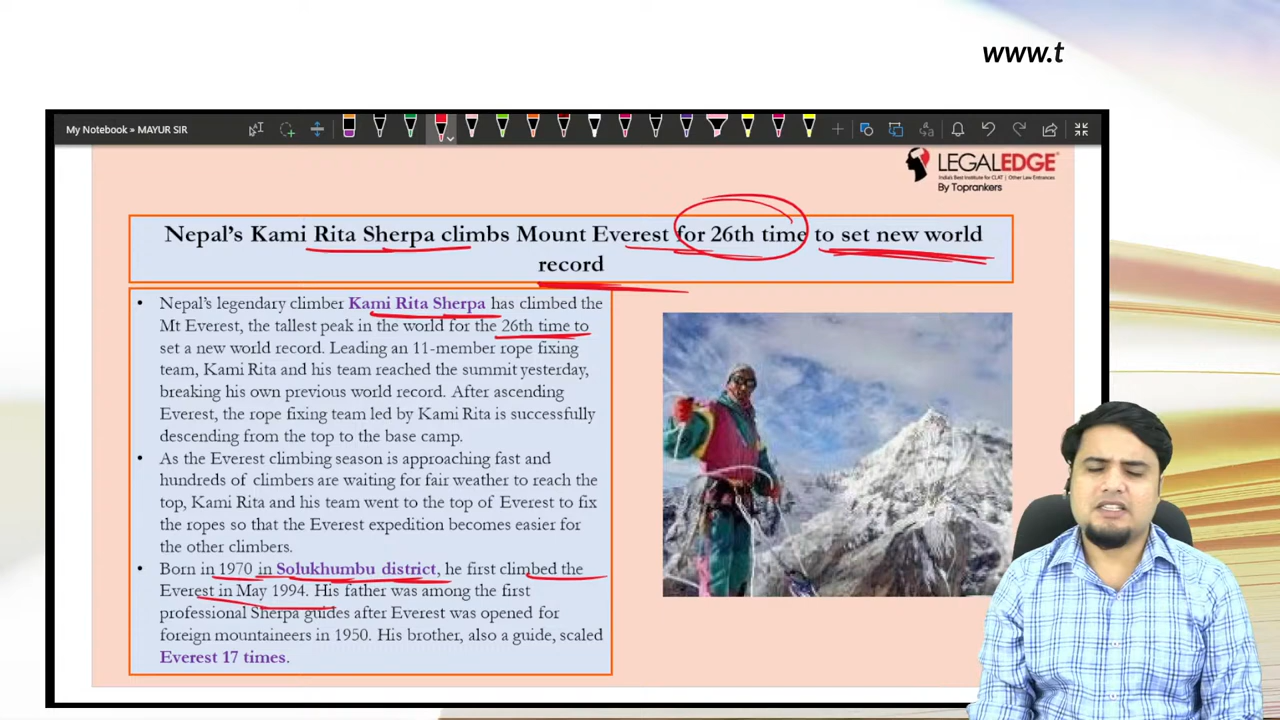 www.t
My Notebook » MAYUR SIR
LEGALEDGE
India's Best Institute for CLAT | Other Law Entrances
By Toprankers
Nepal's Kami Rita Sherpa climbs Mount Everest for 26th time to set new world
record
• Nepal's legendary climber Kami Rita Sherpa has climbed the
Mt Everest, the tallest peak in the world for the 26th time to
set a new world record. Leading an 11-member rope fixing
team, Kami Rita and his team reached the summit yesterday,
breaking his own previous world record. After ascending
Everest, the rope fixing team led by Kami Rita is successfully
descending from the top to the base camp.
• As the Everest climbing season is approaching fast and
hundreds of climbers are waiting for fair weather to reach the
top, Kami Rita and his team went to the top of Everest to fix
the ropes so that the Everest expedition becomes easier for
the other climbers.
• Born in 1970 in Solukhumbu district, he first climbed the
Everest in May 1994. His father was among the first
professional Sherpa guides after Everest was opened for
foreign mountaineers in 1950. His brother, also a guide, scaled
Everest 17 times.